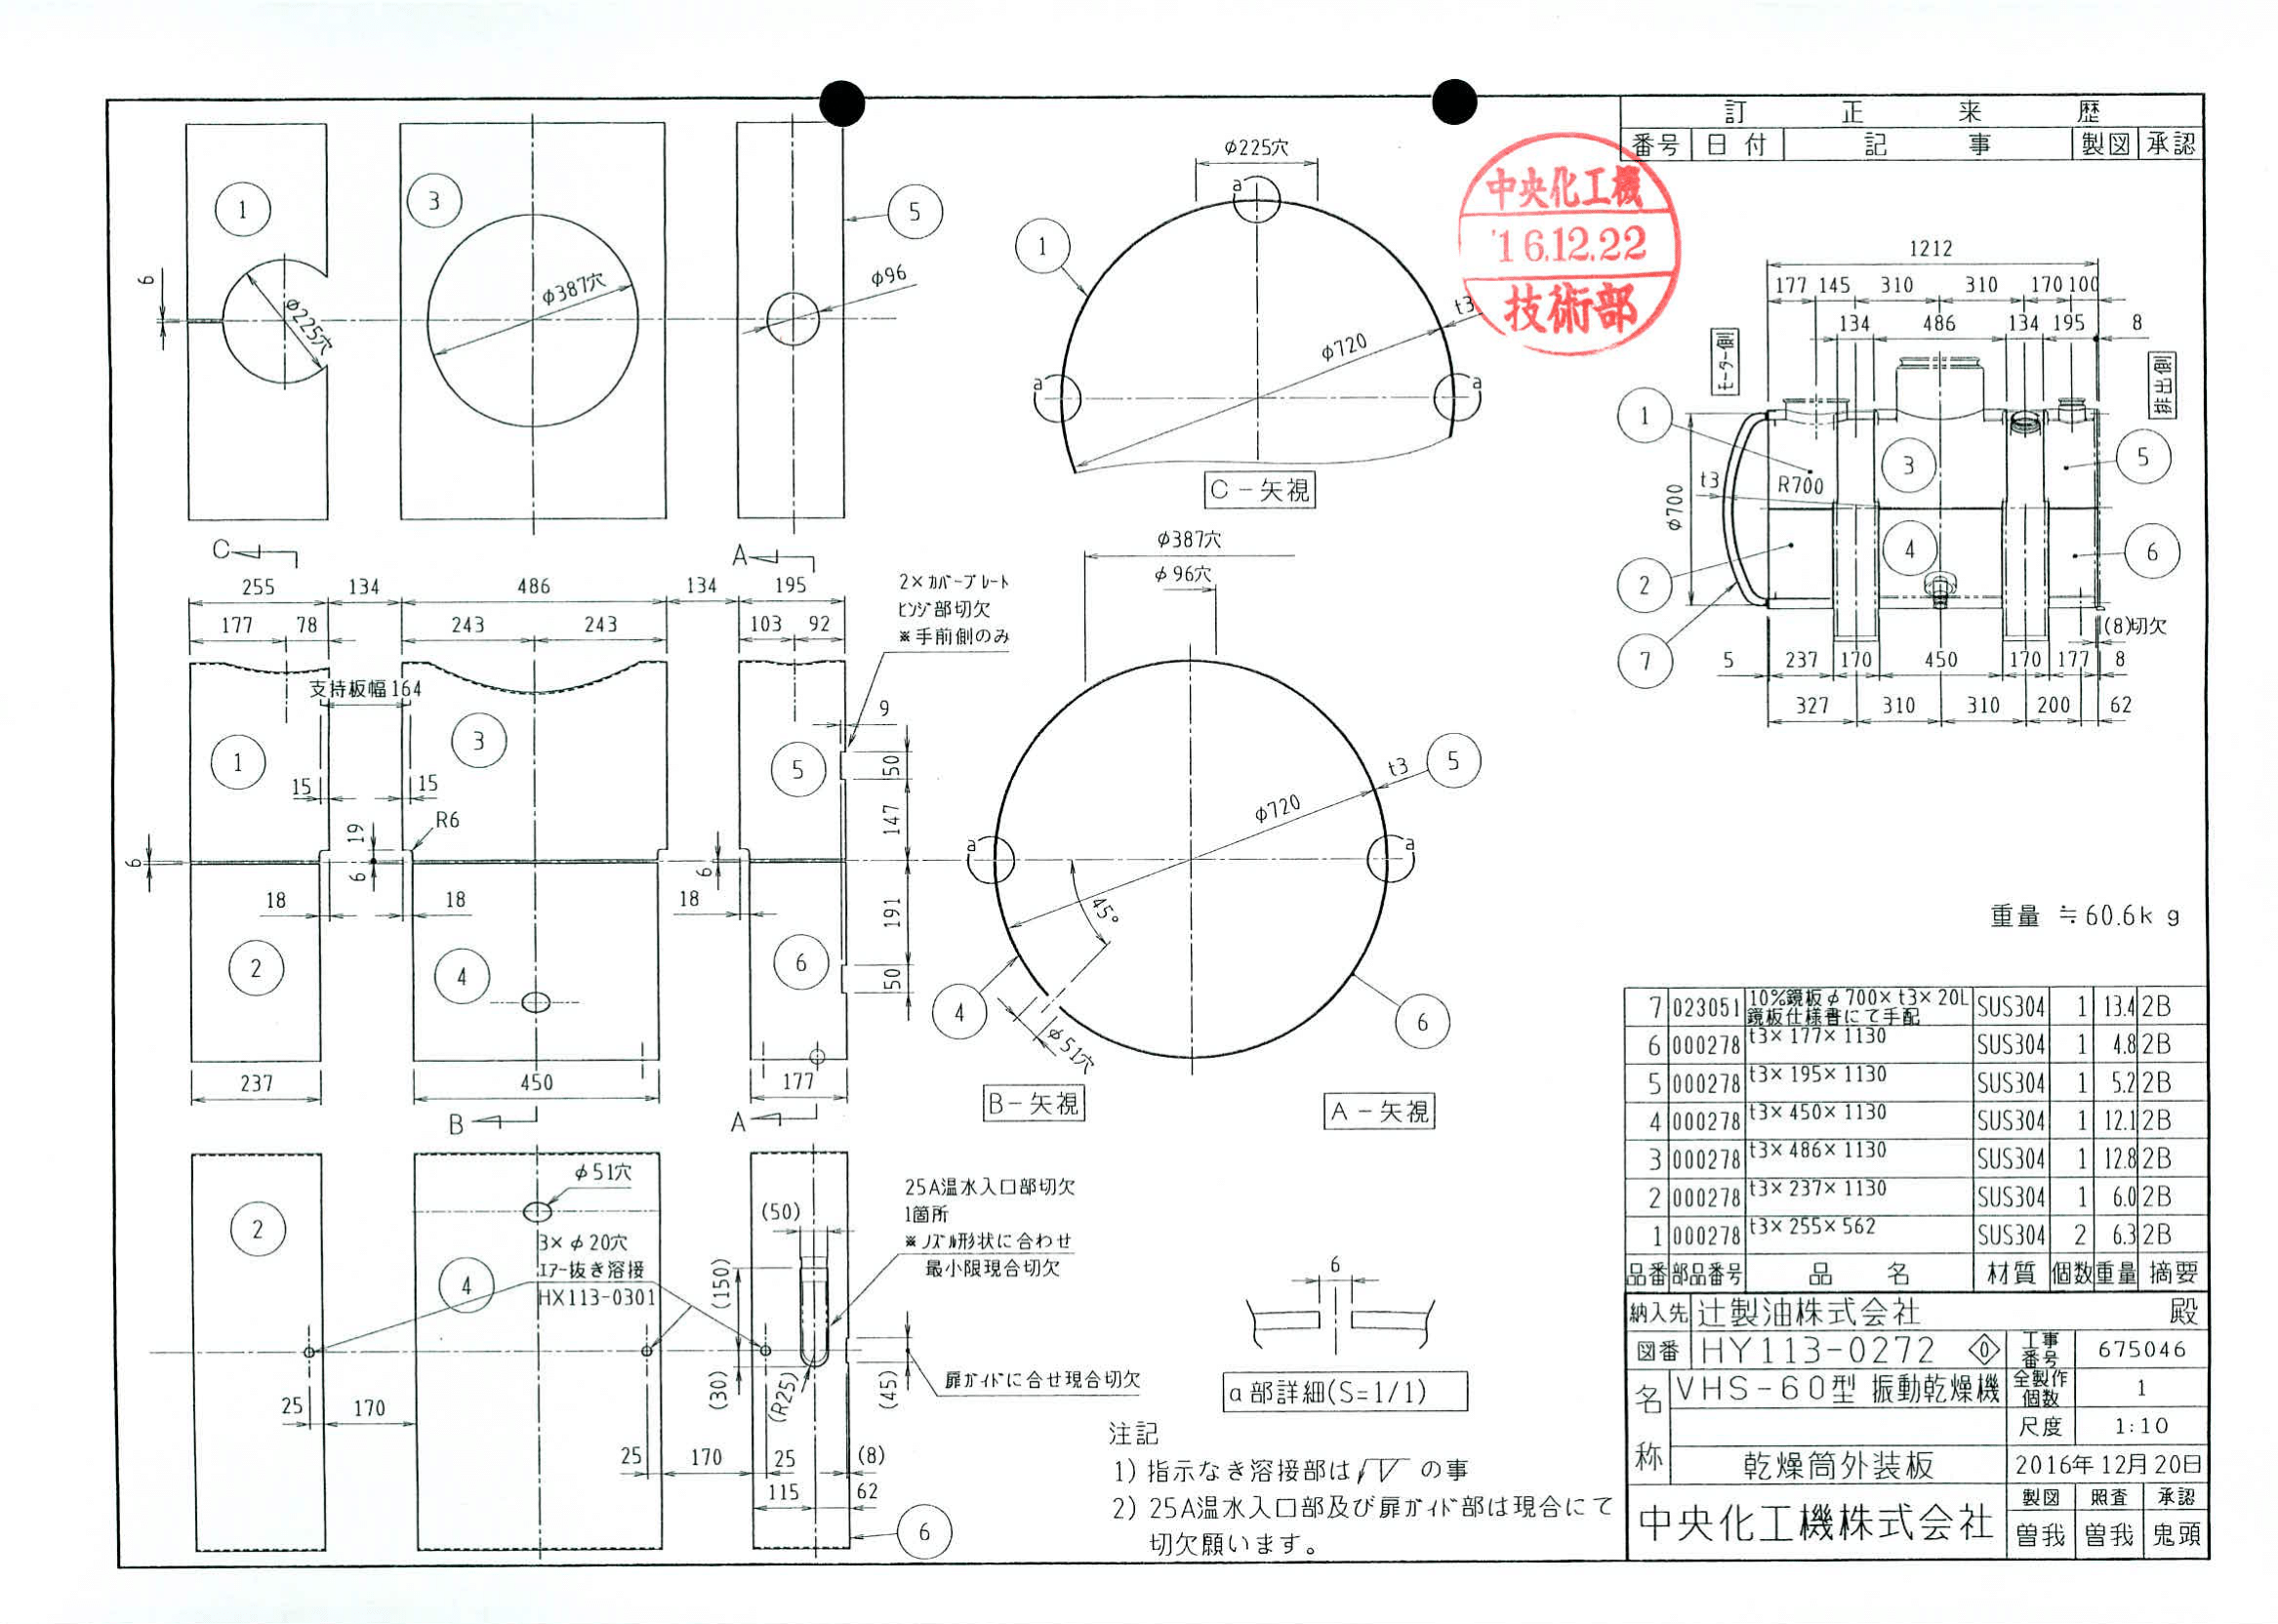 訂正来歴
番号 日付 記事 製図 承認
中央化工機
'16.12.22
技術部
1
3
5
6
φ225穴
φ387穴
φ96
φ225穴
a
1
a
a
t3
φ720
C-矢視
1212
177 145 310 310 170 100
134 486 134 195 8
モーター側
排出側
1
3
5
t3
R700
φ700
4
6
2
7
(8)切欠
5 237 170 450 170 177 8
327 310 310 200 62
C
A
255 134 486 134 195
177 78 243 243 103 92
2×カバープレート
ヒンジ部切欠
※手前側のみ
支持板幅164
9
1
3
5
15
15
50
147
R6
19
6
6
6
18
18
18
191
50
2
4
6
237
450
177
B
A
φ387穴
φ96穴
t3
5
φ720
a
a
45°
4
6
φ51穴
B-矢視
A-矢視
重量 ≒60.6kg
2
φ51穴
3×φ20穴
エアー抜き溶接
HX113-0301
4
(50)
(150)
(30)
(R25)
25A温水入口部切欠
1箇所
※ノズル形状に合わせ
最小限現合切欠
扉ガイドに合せ現合切欠
(45)
25 170
25 170 25 (8)
115 62
6
6
a部詳細(S=1/1)
注記
1) 指示なき溶接部は の事
2) 25A温水入口部及び扉ガイド部は現合にて
切欠願います。
7 023051 10%鏡板φ700×t3×20L SUS304 1 13.4 2B
鏡板仕様書にて手配
6 000278 t3×177×1130 SUS304 1 4.8 2B
5 000278 t3×195×1130 SUS304 1 5.2 2B
4 000278 t3×450×1130 SUS304 1 12.1 2B
3 000278 t3×486×1130 SUS304 1 12.8 2B
2 000278 t3×237×1130 SUS304 1 6.0 2B
1 000278 t3×255×562 SUS304 2 6.3 2B
品番 部品番号 品名 材質 個数 重量 摘要
納入先 辻製油株式会社 殿
図番 HY113-0272 0 工事番号 675046
名称 VHS-60型 振動乾燥機 全製作個数 1
尺度 1:10
乾燥筒外装板 2016年12月20日
中央化工機株式会社 製図 照査 承認
曽我 曽我 鬼頭